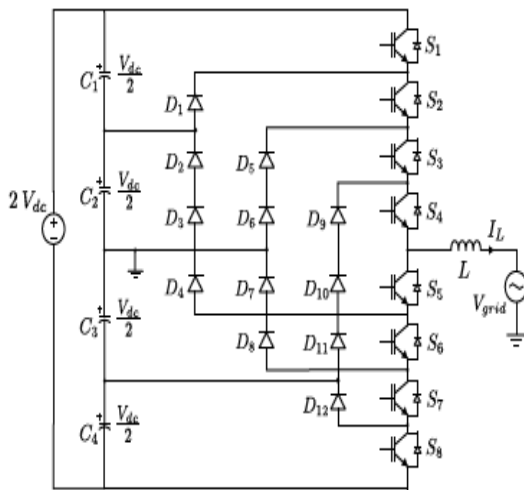 S1
C1 + Vdc/2
S2
D1
D2 D5
S3
2 Vdc
C2 + Vdc/2
D3 D6 D9
S4
IL
L
D4 D7 D10
S5
Vgrid
C3 + Vdc/2
D8 D11
S6
D12
S7
C4 + Vdc/2
S8